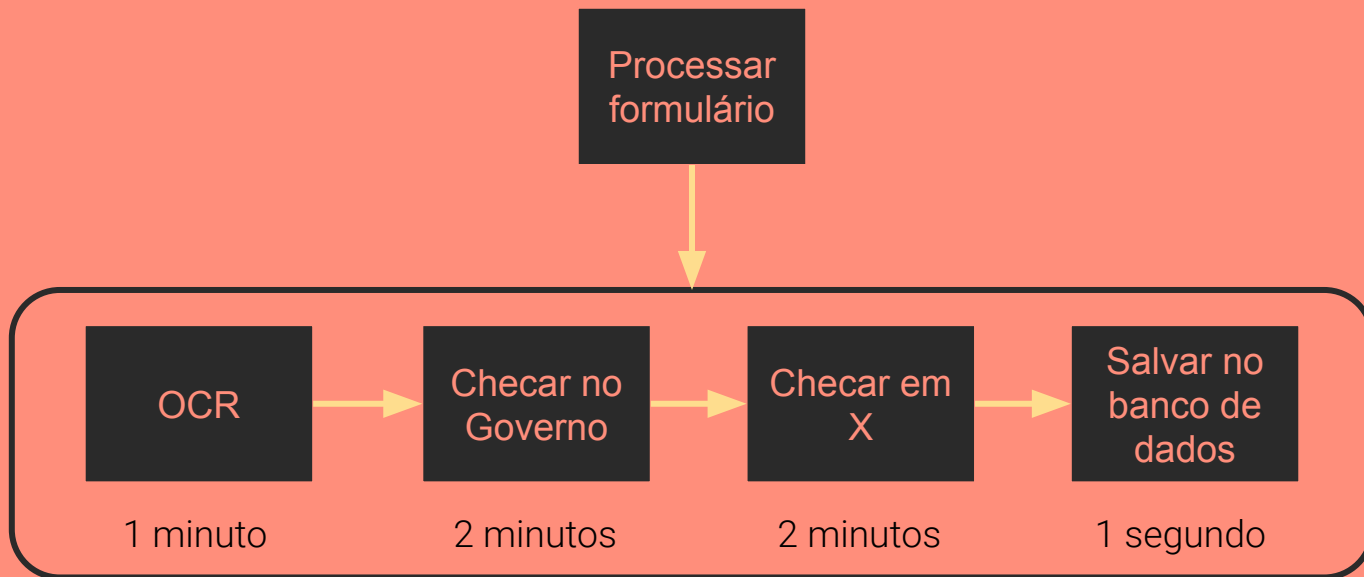 Processar
formulário
OCR
Checar no
Governo
Checar em
X
Salvar no
banco de
dados
1 minuto
2 minutos
2 minutos
1 segundo